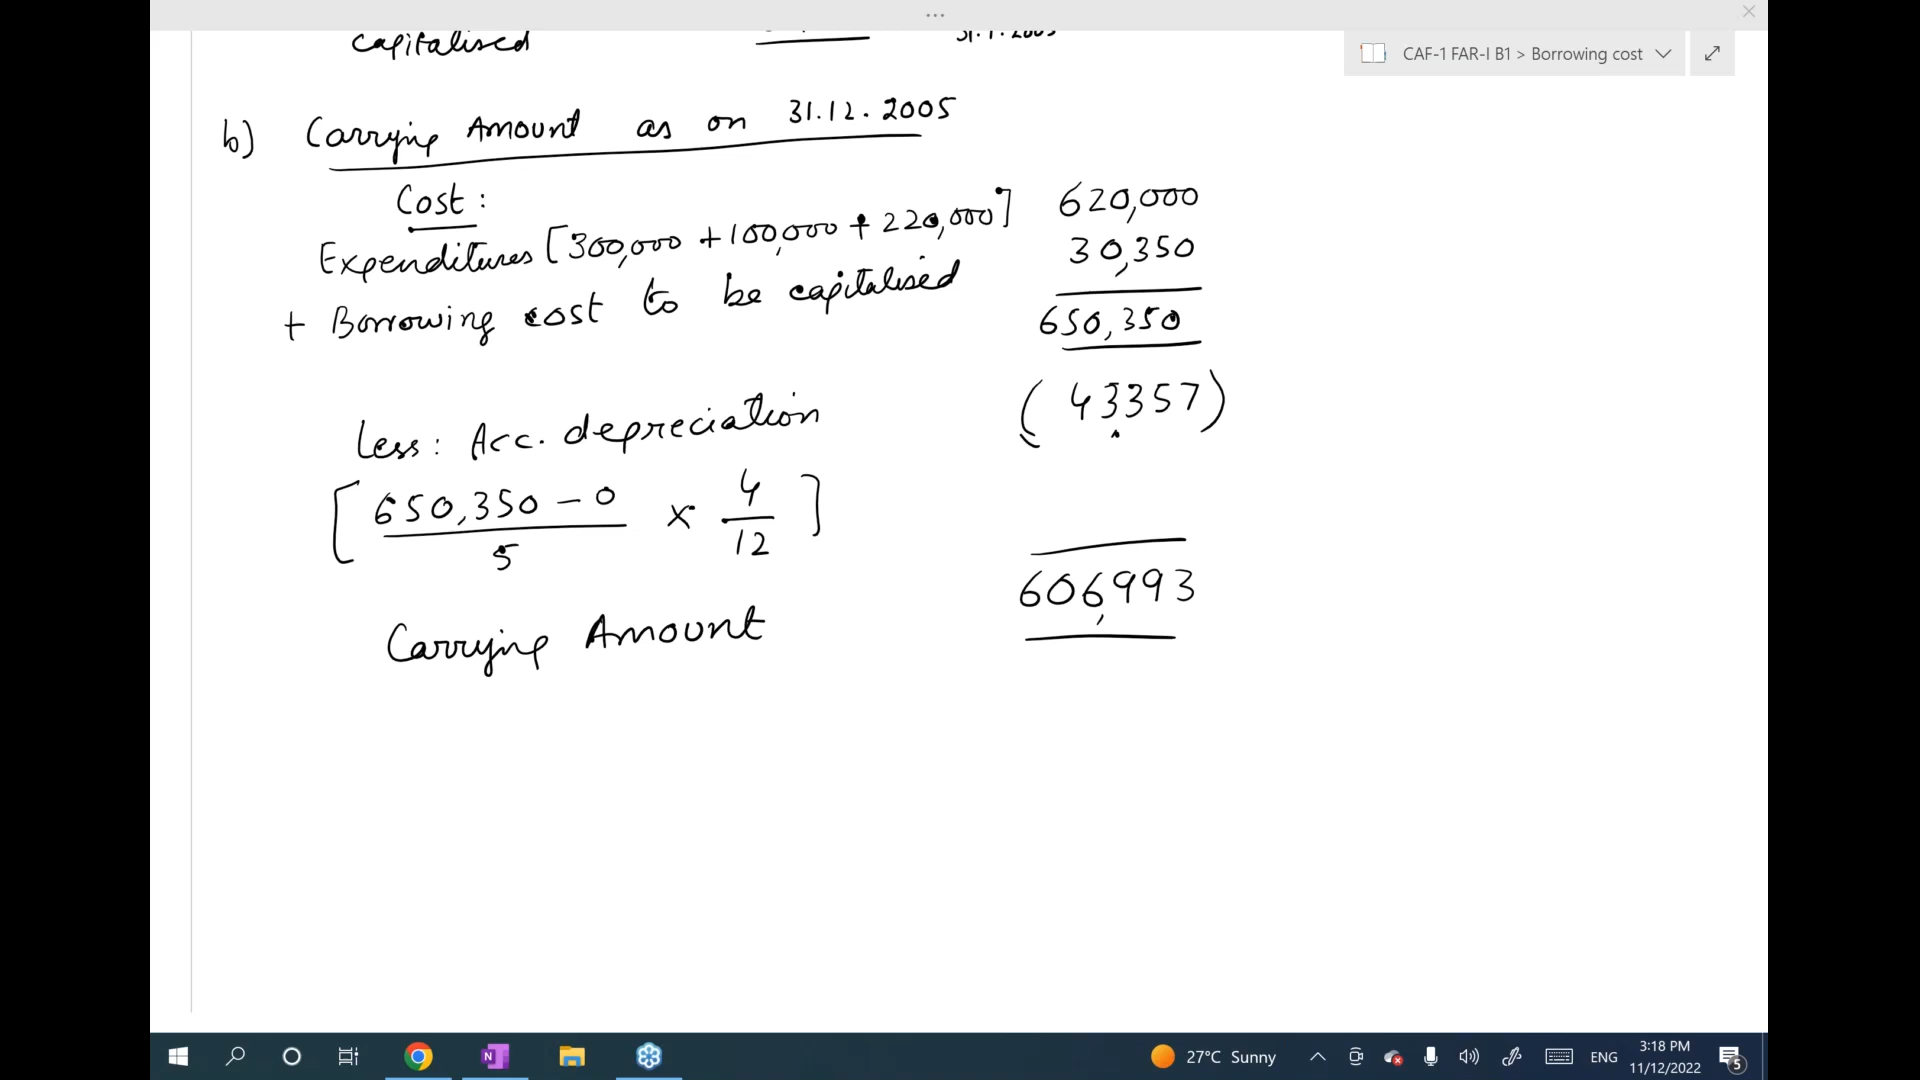 ...
CAF-1 FAR-I B1 > Borrowing cost
capitalised
b) Carrying Amount as on 31.12.2005
Cost:
Expenditures [300,000 + 100,000 + 220,000] 620,000
+ Borrowing cost to be capitalised 30,350
650,350
Less: Acc. depreciation (43357)
[650,350 - 0 / 5 × 4 / 12]
Carrying Amount 606,993
27°C Sunny
ENG
3:18 PM
11/12/2022
5